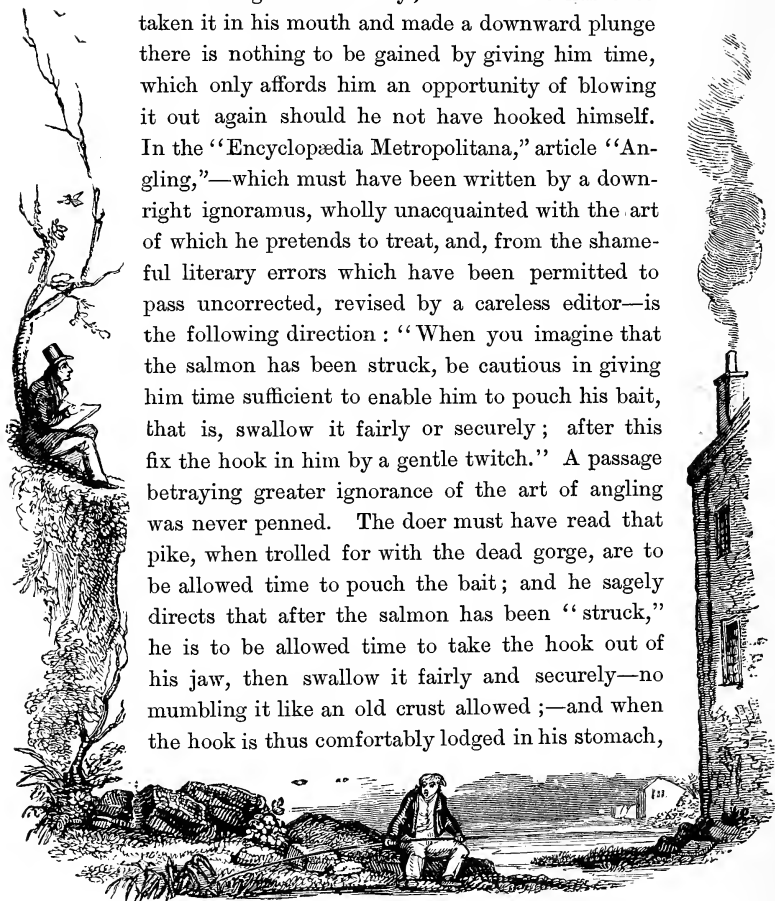 taken it in his mouth and made a downward plunge
there is nothing to be gained by giving him time,
which only affords him an opportunity of blowing
it out again should he not have hooked himself.
In the “Encyclopædia Metropolitana,” article “An-
gling,”—which must have been written by a down-
right ignoramus, wholly unacquainted with the art
of which he pretends to treat, and, from the shame-
ful literary errors which have been permitted to
pass uncorrected, revised by a careless editor—is
the following direction : “When you imagine that
the salmon has been struck, be cautious in giving
him time sufficient to enable him to pouch his bait,
that is, swallow it fairly or securely ; after this
fix the hook in him by a gentle twitch.” A passage
betraying greater ignorance of the art of angling
was never penned. The doer must have read that
pike, when trolled for with the dead gorge, are to
be allowed time to pouch the bait ; and he sagely
directs that after the salmon has been “struck,”
he is to be allowed time to take the hook out of
his jaw, then swallow it fairly and securely—no
mumbling it like an old crust allowed ;—and when
the hook is thus comfortably lodged in his stomach,